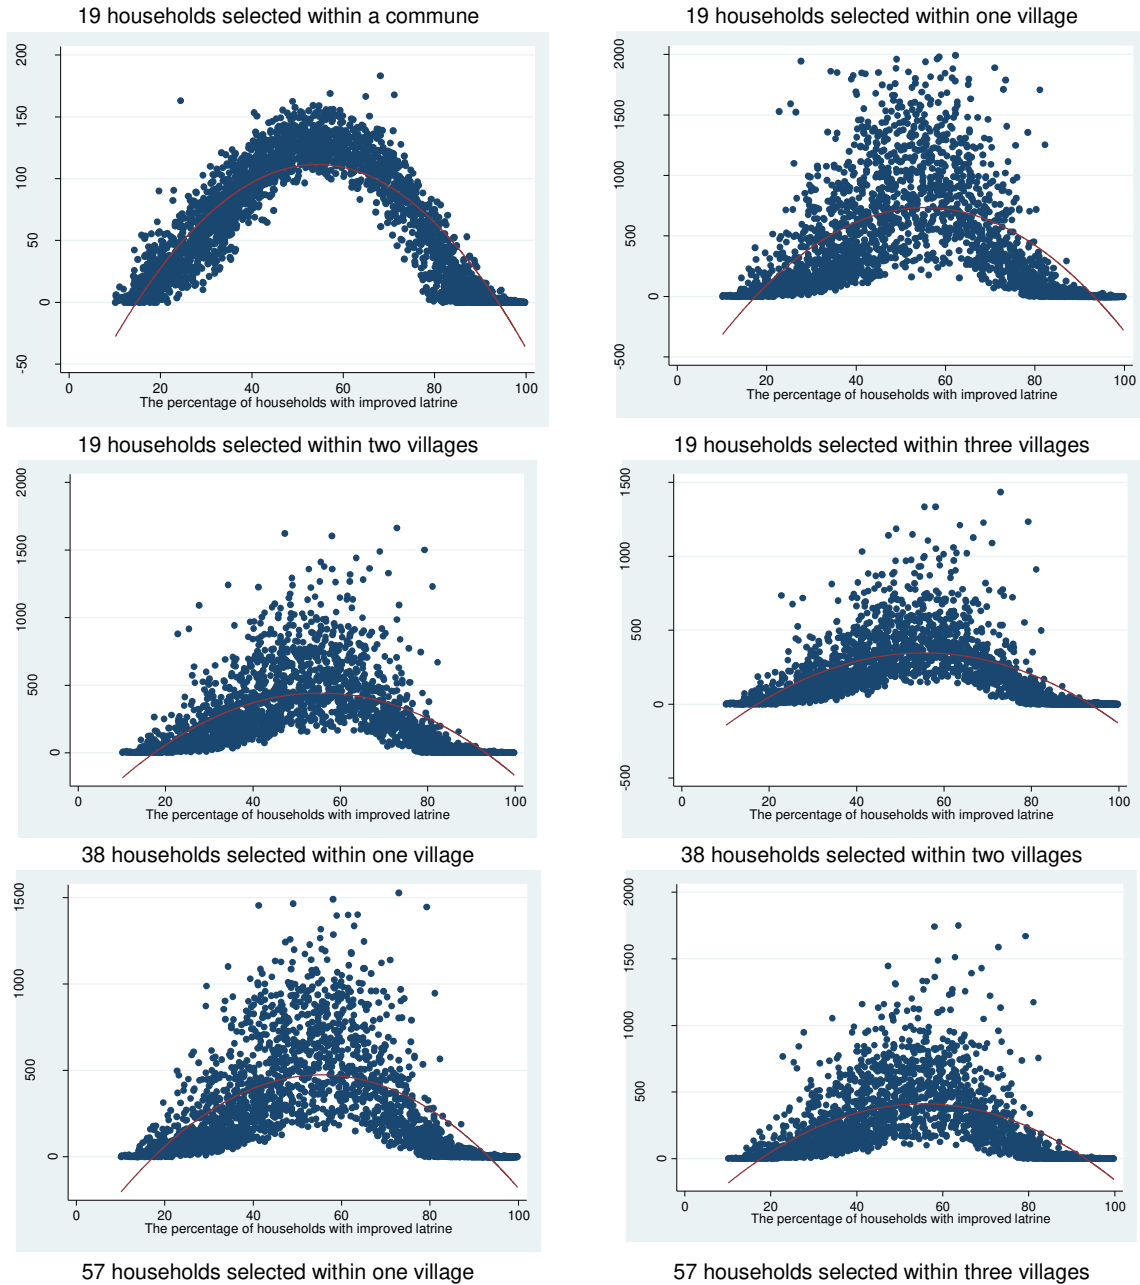 19 households selected within a commune
19 households selected within one village
200
150
100
50
0
-50
0 20 40 60 80 100
The percentage of households with improved latrine
2000
1500
1000
500
0
-500
0 20 40 60 80 100
The percentage of households with improved latrine
19 households selected within two villages
19 households selected within three villages
2000
1500
1000
500
0
0 20 40 60 80 100
The percentage of households with improved latrine
1500
1000
500
0
-500
0 20 40 60 80 100
The percentage of households with improved latrine
38 households selected within one village
38 households selected within two villages
1500
1000
500
0
0 20 40 60 80 100
The percentage of households with improved latrine
2000
1500
1000
500
0
0 20 40 60 80 100
The percentage of households with improved latrine
57 households selected within one village
57 households selected within three villages